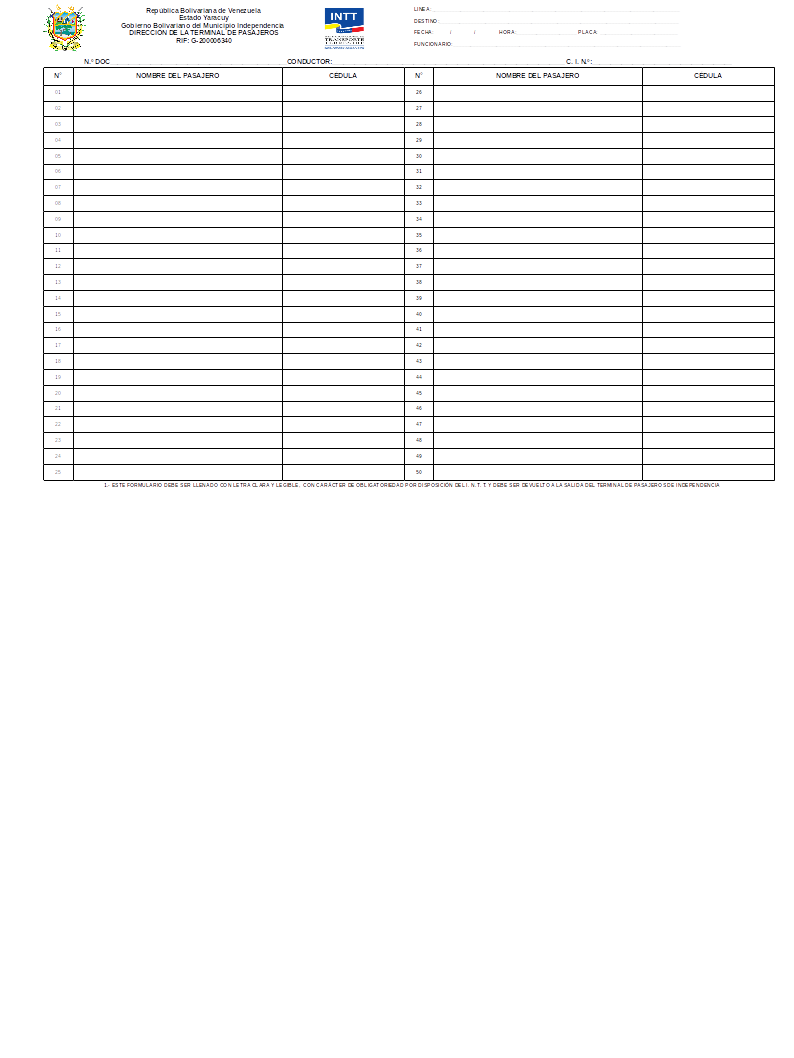 República Bolivariana de Venezuela
Estado Yaracuy
Gobierno Bolivariano del Municipio Independencia
DIRECCIÓN DE LA TERMINAL DE PASAJEROS
RIF: G-200006340
INTT
TRANSPORTE
TERRESTRE
LINEA:
DESTINO:
FECHA: / / HORA: PLACA:
FUNCIONARIO:
N.º DOC CONDUCTOR: C. I. N.º:
N° NOMBRE DEL PASAJERO CÉDULA N° NOMBRE DEL PASAJERO CÉDULA
01 26
02 27
03 28
04 29
05 30
06 31
07 32
08 33
09 34
10 35
11 36
12 37
13 38
14 39
15 40
16 41
17 42
18 43
19 44
20 45
21 46
22 47
23 48
24 49
25 50
1.- ESTE FORMULARIO DEBE SER LLENADO CON LETRA CLARA Y LEGIBLE, CON CARÁCTER DE OBLIGATORIEDAD POR DISPOSICIÓN DEL I. N. T. T. Y DEBE SER DEVUELTO A LA SALIDA DEL TERMINAL DE PASAJEROS DE INDEPENDENCIA